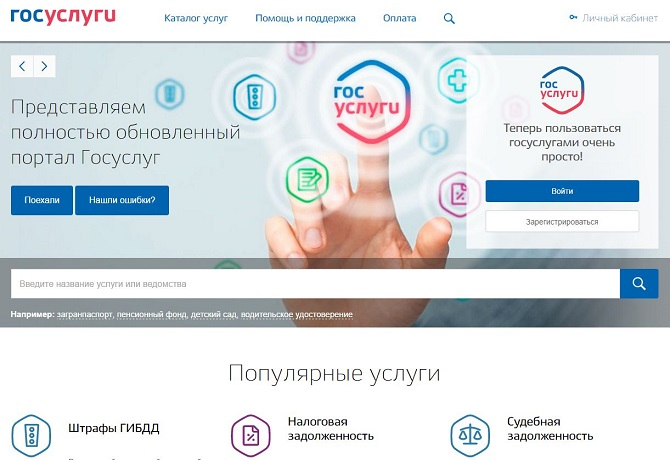 госуслуги
Каталог услуг
Помощь и поддержка
Оплата
Личный кабинет
Представляем
полностью обновленный
портал Госуслуг
Поехали
Нашли ошибки?
гос
услуги
гос
услуги
Теперь пользоваться
госуслугами очень
просто!
Войти
Зарегистрироваться
Введите название услуги или ведомства
Например: загранпаспорт, пенсионный фонд, детский сад, водительское удостоверение
Популярные услуги
Штрафы ГИБДД
Налоговая
задолженность
Судебная
задолженность